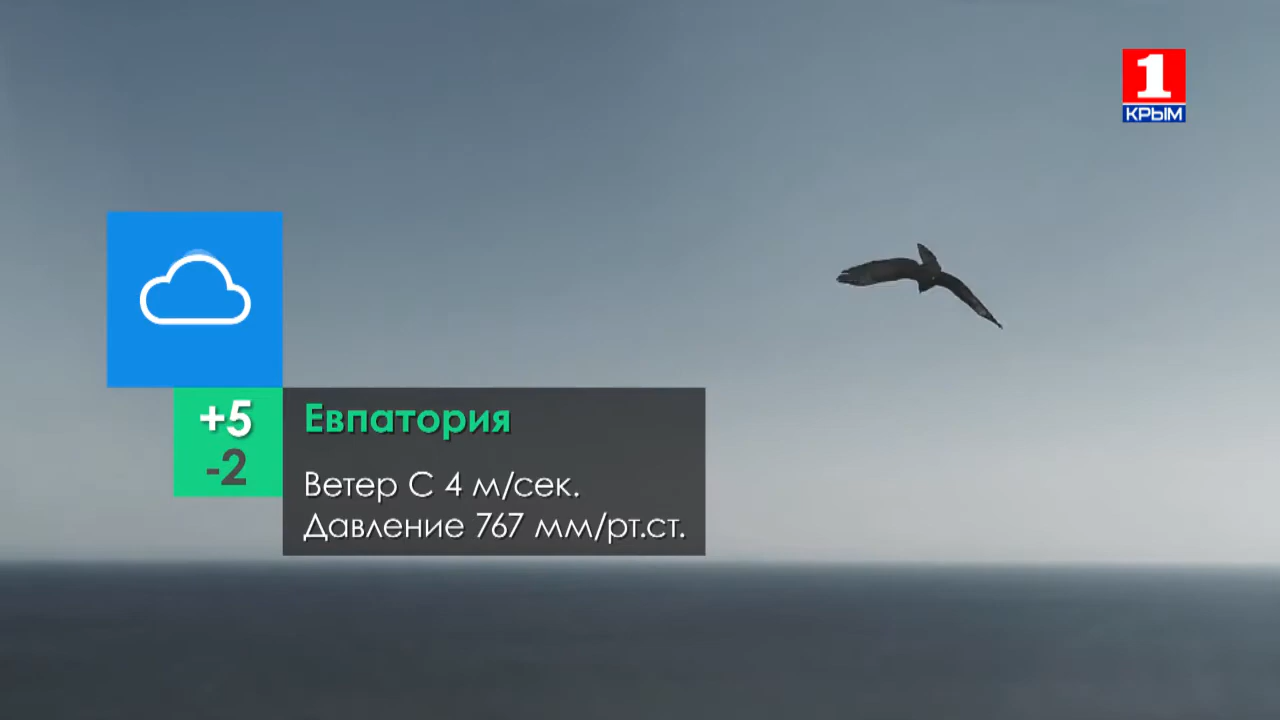 1
КРЫМ
+5
-2
Евпатория
Ветер С 4 м/сек.
Давление 767 мм/рт.ст.